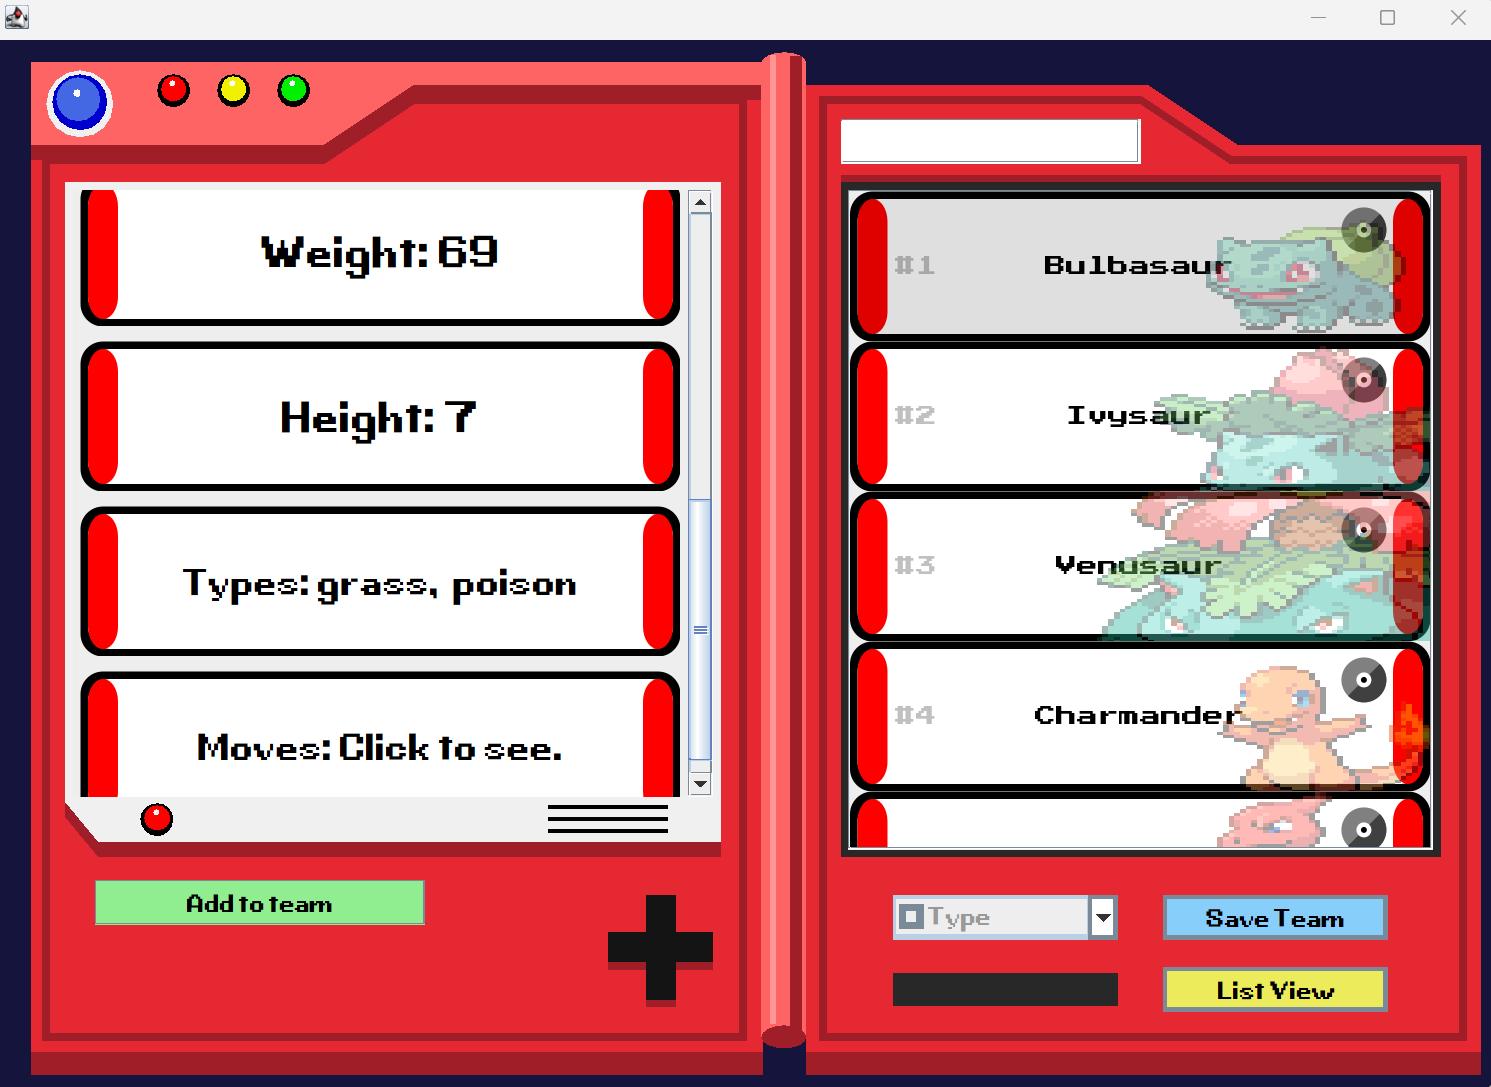 Weight: 69
Height: 7
Types: grass, poison
Moves: Click to see.
Add to team
#1 Bulbasaur
#2 Ivysaur
#3 Venusaur
#4 Charmander
Type
Save Team
List View